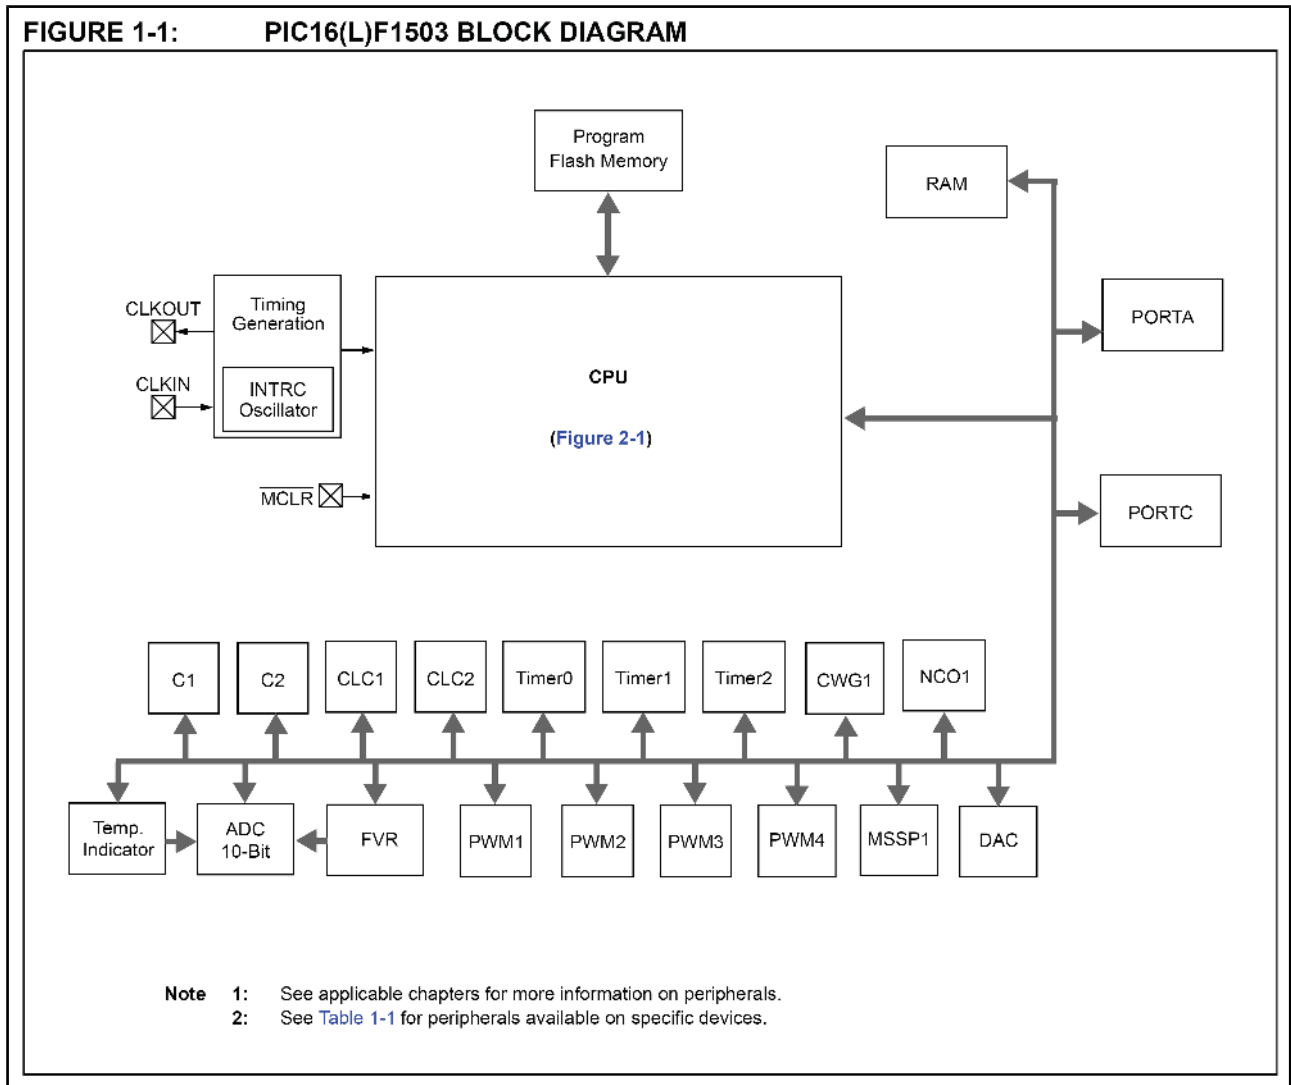 FIGURE 1-1: PIC16(L)F1503 BLOCK DIAGRAM
Program
Flash Memory
RAM
PORTA
PORTC
CLKOUT
CLKIN
Timing
Generation
INTRC
Oscillator
MCLR
CPU
(Figure 2-1)
C1
C2
CLC1
CLC2
Timer0
Timer1
Timer2
CWG1
NCO1
Temp.
Indicator
ADC
10-Bit
FVR
PWM1
PWM2
PWM3
PWM4
MSSP1
DAC
Note 1: See applicable chapters for more information on peripherals.
2: See Table 1-1 for peripherals available on specific devices.